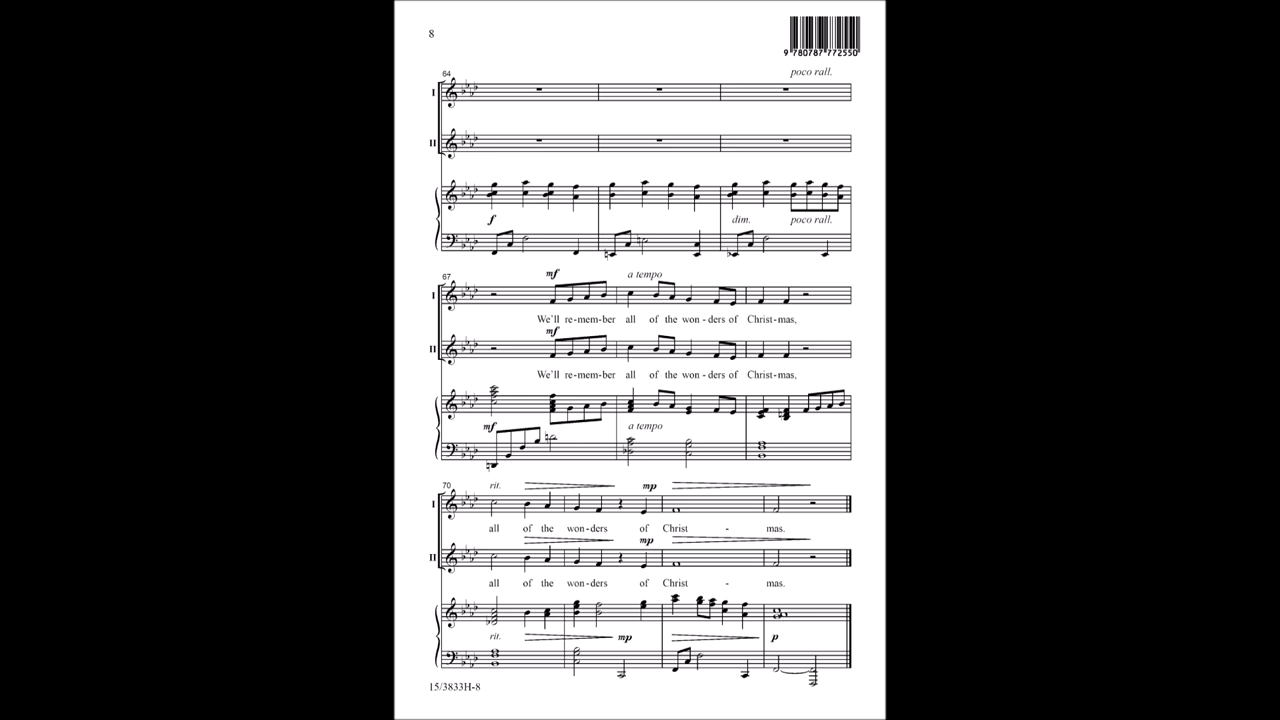 8
9 780787 772550
poco rall.
64
I
II
f
dim. poco rall.
67
mf a tempo
I
We'll re-mem-ber all of the won-ders of Christ-mas,
mf
II
We'll re-mem-ber all of the won-ders of Christ-mas,
mf a tempo
70
rit. mp
I
all of the won-ders of Christ - mas.
mp
II
all of the won-ders of Christ - mas.
rit. mp p
15/3833H-8